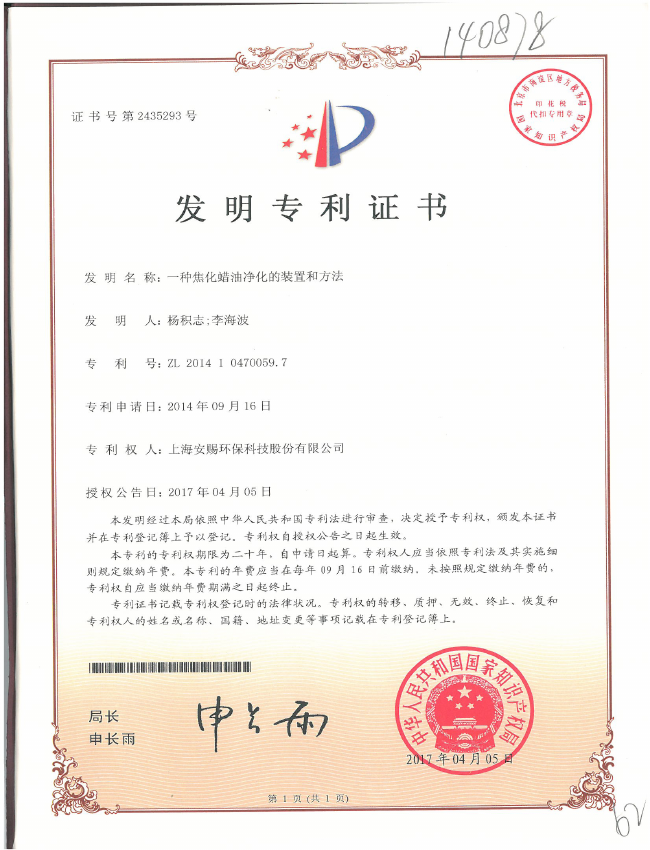 140878
证书号第2435293号
北京市海淀区地方税务局
印花税
代扣专用章
国家知识产权局
发明专利证书
发 明 名 称：一种焦化蜡油净化的装置和方法
发 明 人：杨积志;李海波
专 利 号：ZL 2014 1 0470059.7
专利申请日：2014年09月16日
专 利 权 人：上海安赐环保科技股份有限公司
授权公告日：2017年04月05日
本发明经过本局依照中华人民共和国专利法进行审查，决定授予专利权，颁发本证书
并在专利登记簿上予以登记。专利权自授权公告之日起生效。
本专利的专利权期限为二十年，自申请日起算。专利权人应当依照专利法及其实施细
则规定缴纳年费。本专利的年费应当在每年09月16日前缴纳。未按照规定缴纳年费的，
专利权自应当缴纳年费期满之日起终止。
专利证书记载专利权登记时的法律状况。专利权的转移、质押、无效、终止、恢复和
专利权人的姓名或名称、国籍、地址变更等事项记载在专利登记簿上。
局长
申长雨
申长雨
中华人民共和国国家知识产权局
2017年04月05日
第1页(共1页)